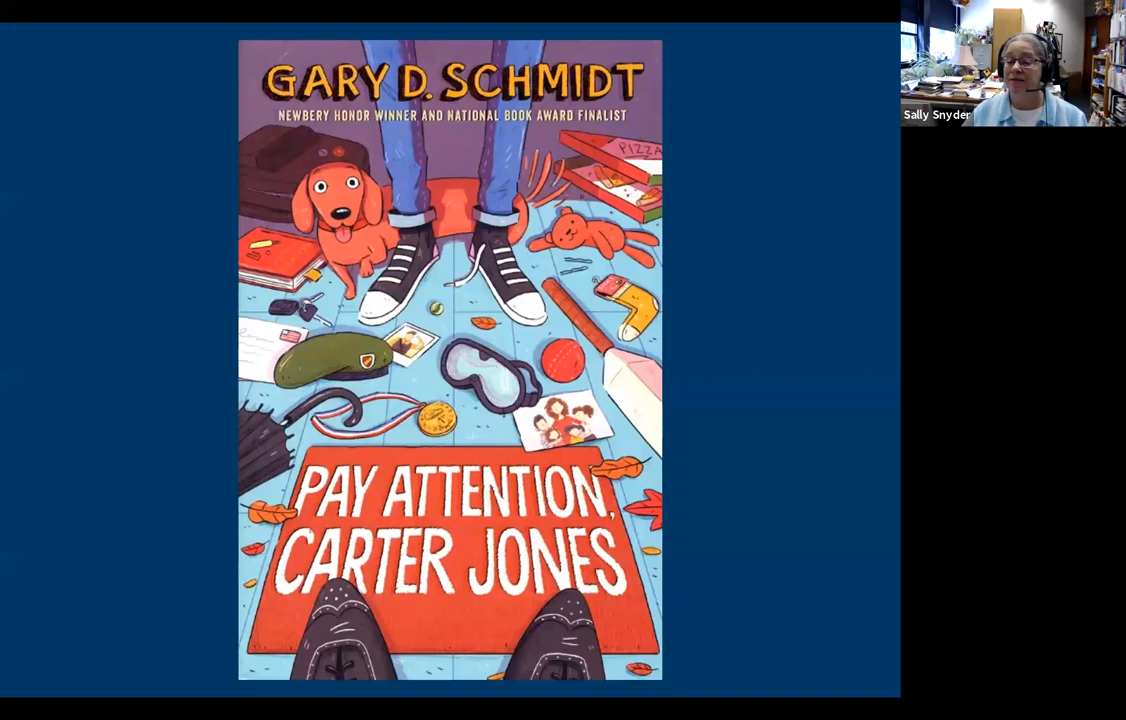 GARY D. SCHMIDT
NEWBERY HONOR WINNER AND NATIONAL BOOK AWARD FINALIST
Sally Snyder
PIZZA
PAY ATTENTION,
CARTER JONES